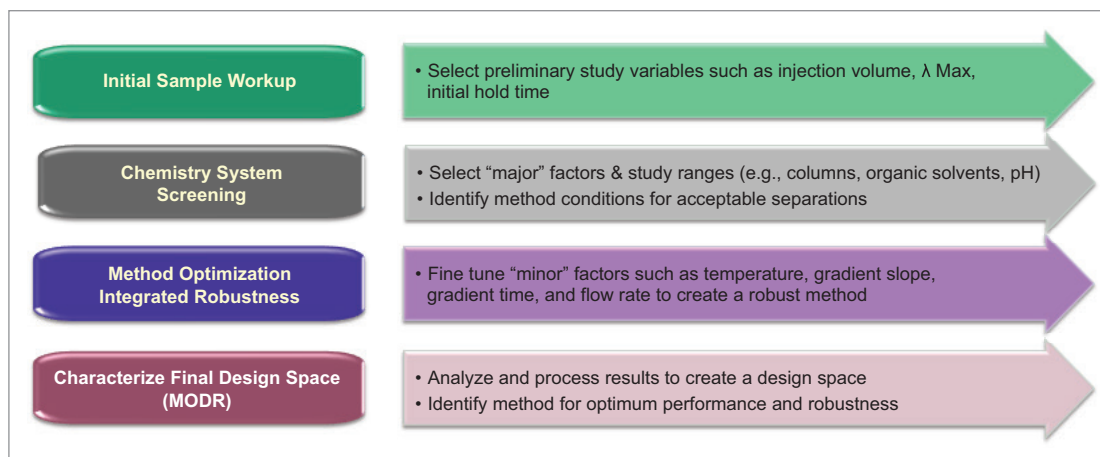 Initial Sample Workup
• Select preliminary study variables such as injection volume, λ Max,
initial hold time
Chemistry System
Screening
• Select “major” factors & study ranges (e.g., columns, organic solvents, pH)
• Identify method conditions for acceptable separations
Method Optimization
Integrated Robustness
• Fine tune “minor” factors such as temperature, gradient slope,
gradient time, and flow rate to create a robust method
Characterize Final Design Space
(MODR)
• Analyze and process results to create a design space
• Identify method for optimum performance and robustness